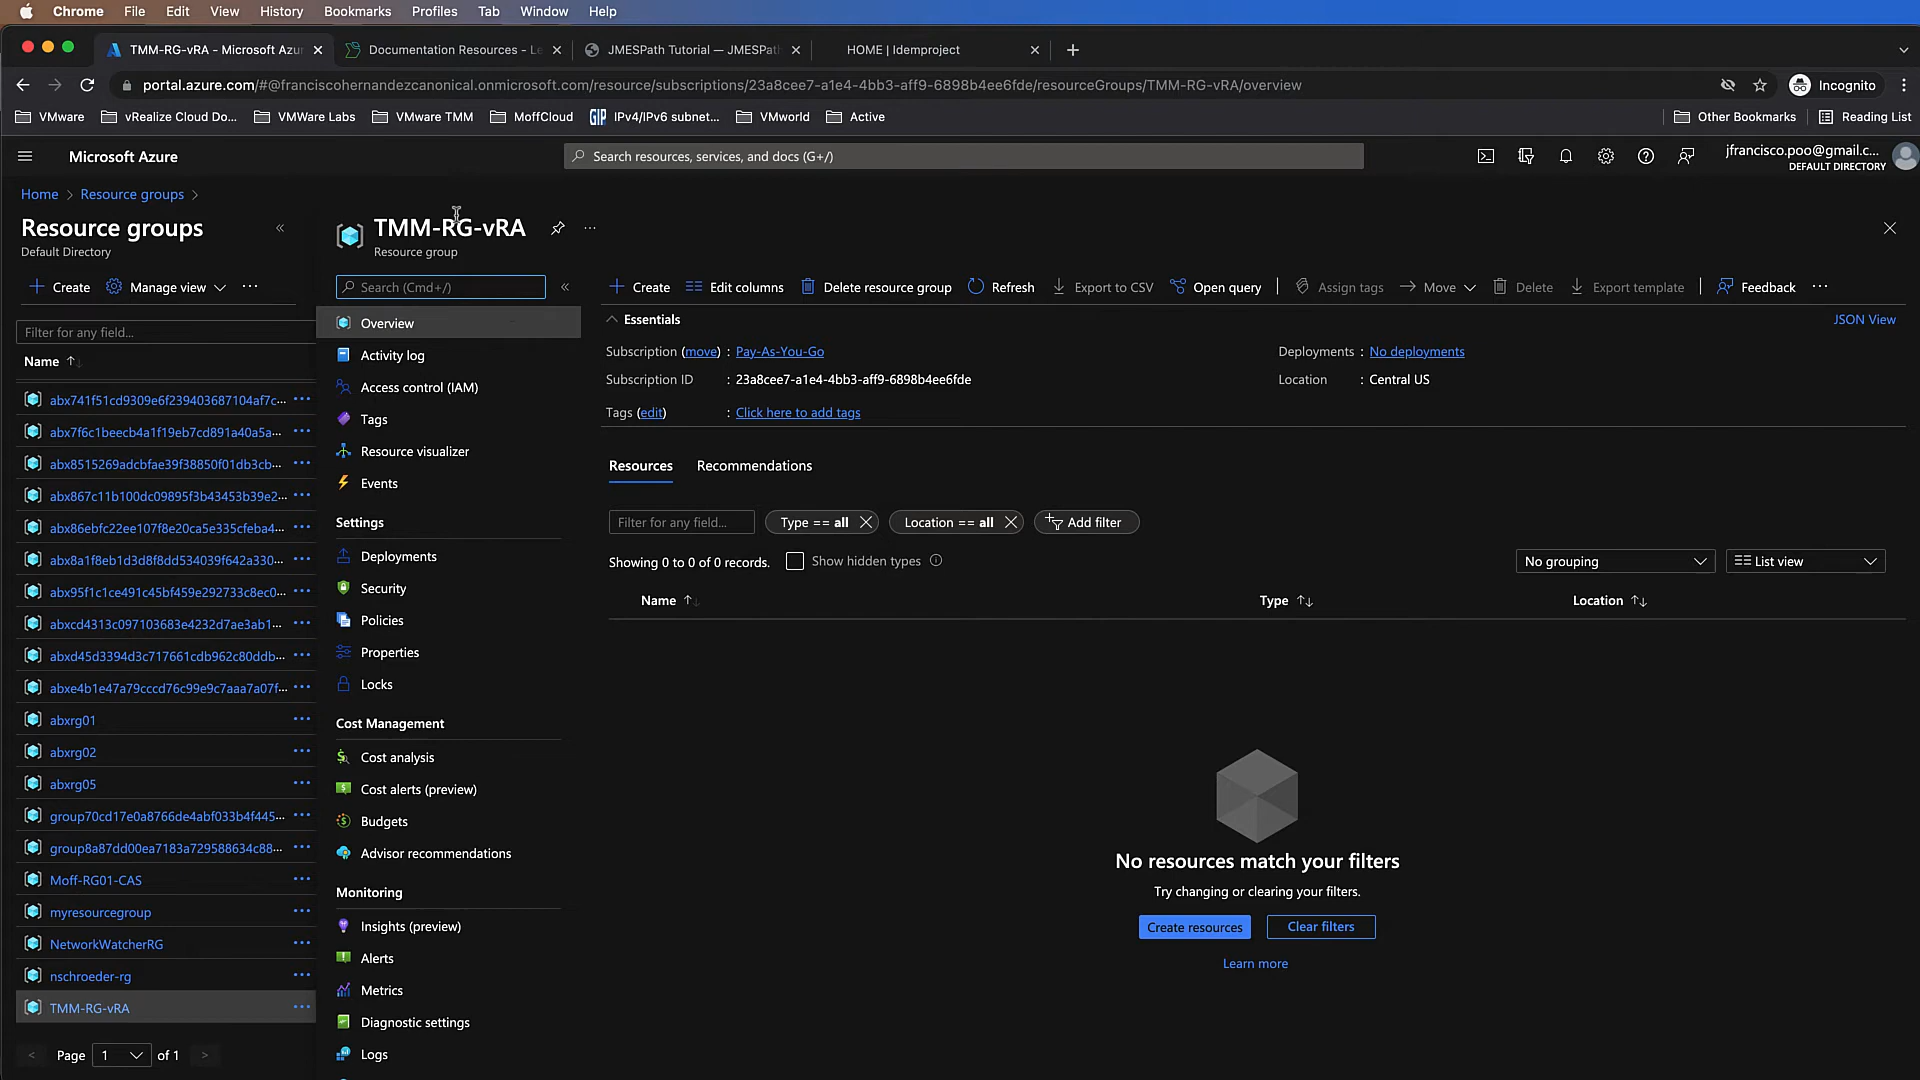 Chrome File Edit View History Bookmarks Profiles Tab Window Help
TMM-RG-vRA - Microsoft Azur
Documentation Resources - Le
JMESPath Tutorial — JMESPath
HOME | Idemproject
portal.azure.com/#@franciscohernandezcanonical.onmicrosoft.com/resource/subscriptions/23a8cee7-a1e4-4bb3-aff9-6898b4ee6fde/resourceGroups/TMM-RG-vRA/overview
Incognito
VMware vRealize Cloud Do... VMWare Labs VMware TMM MoffCloud GIP IPv4/IPv6 subnet... VMworld Active Other Bookmarks Reading List
Microsoft Azure
Search resources, services, and docs (G+/)
jfrancisco.poo@gmail.c...
DEFAULT DIRECTORY
Home > Resource groups >
Resource groups
Default Directory
Create Manage view ...
Filter for any field...
Name ↑↓
abx741f51cd9309e6f239403687104af7c... ...
abx7f6c1beecb4a1f19eb7cd891a40a5a... ...
abx8515269adcbfae39f38850f01db3cb... ...
abx867c11b100dc09895f3b43453b39e2... ...
abx86ebfc22ee107f8e20ca5e335cfeba4... ...
abx8a1f8eb1d3d8f8dd534039f642a330... ...
abx95f1c1ce491c45bf459e292733c8ec0... ...
abxcd4313c097103683e4232d7ae3ab1... ...
abxd45d3394d3c717661cdb962c80ddb... ...
abxe4b1e47a79cccd76c99e9c7aaa7a07f... ...
abxrg01 ...
abxrg02 ...
abxrg05 ...
group70cd17e0a8766de4abf033b4f445... ...
group8a87dd00ea7183a729588634c88... ...
Moff-RG01-CAS ...
myresourcegroup ...
NetworkWatcherRG ...
nschroeder-rg ...
TMM-RG-vRA ...
< Page 1 of 1 >
TMM-RG-vRA
Resource group
Search (Cmd+/)
Overview
Activity log
Access control (IAM)
Tags
Resource visualizer
Events
Settings
Deployments
Security
Policies
Properties
Locks
Cost Management
Cost analysis
Cost alerts (preview)
Budgets
Advisor recommendations
Monitoring
Insights (preview)
Alerts
Metrics
Diagnostic settings
Logs
Create Edit columns Delete resource group Refresh Export to CSV Open query Assign tags Move Delete Export template Feedback ...
Essentials
JSON View
Subscription (move) : Pay-As-You-Go
Deployments : No deployments
Subscription ID : 23a8cee7-a1e4-4bb3-aff9-6898b4ee6fde
Location : Central US
Tags (edit) : Click here to add tags
Resources Recommendations
Filter for any field...
Type == all
Location == all
Add filter
Showing 0 to 0 of 0 records.
Show hidden types
No grouping
List view
Name ↑↓ Type ↑↓ Location ↑↓
No resources match your filters
Try changing or clearing your filters.
Create resources
Clear filters
Learn more